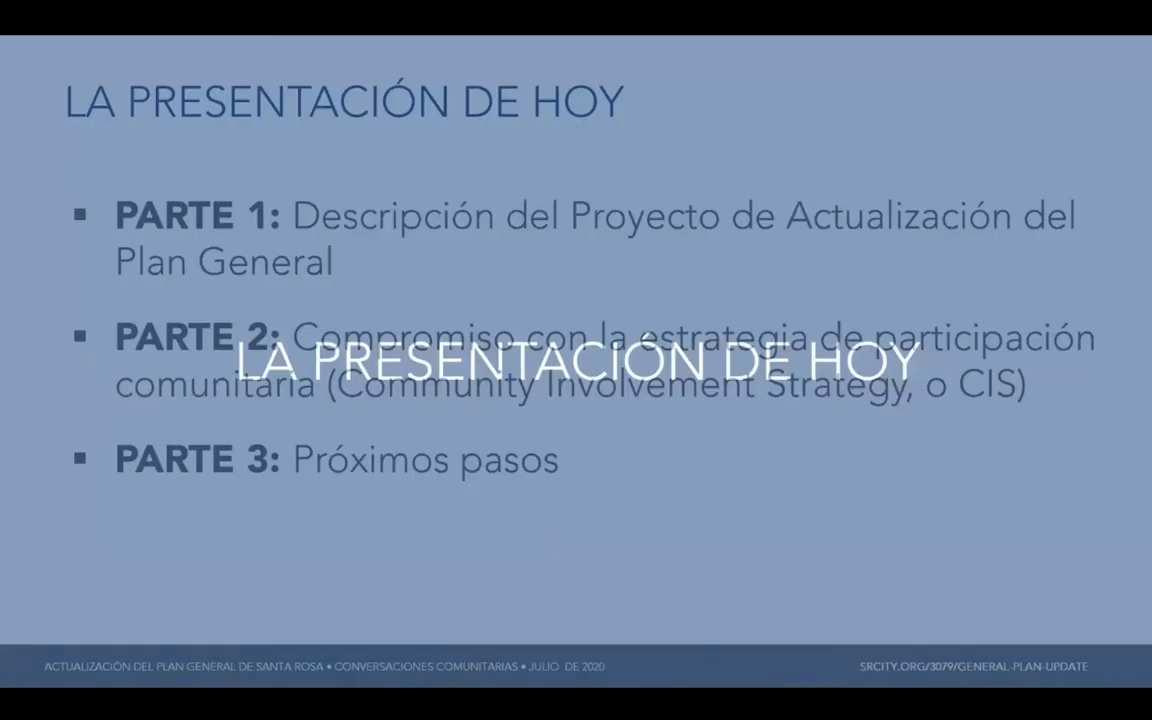 LA PRESENTACIÓN DE HOY
▪ PARTE 1: Descripción del Proyecto de Actualización del
Plan General
▪ PARTE 2: Compromiso con la estrategia de participación
LA PRESENTACIÓN DE HOY
comunitaria (Community Involvement Strategy, o CIS)
▪ PARTE 3: Próximos pasos
ACTUALIZACIÓN DEL PLAN GENERAL DE SANTA ROSA • CONVERSACIONES COMUNITARIAS • JULIO DE 2020
SRCITY.ORG/3079/GENERAL-PLAN-UPDATE